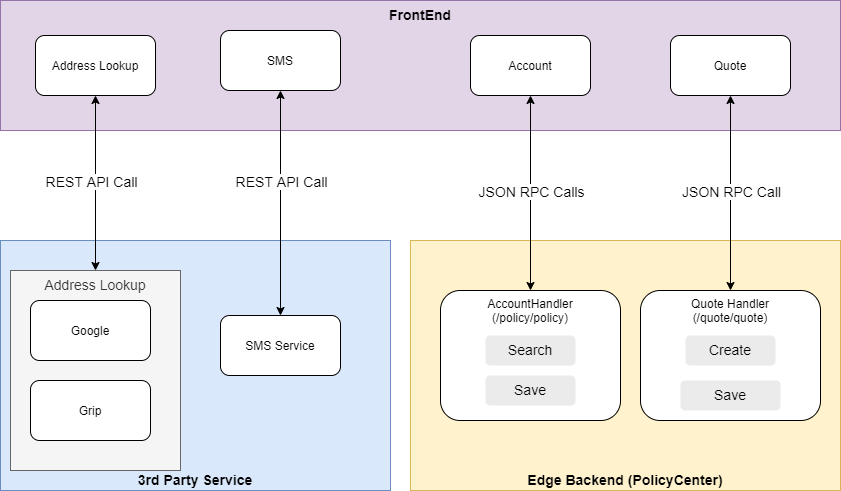 FrontEnd
Address Lookup
SMS
Account
Quote
REST API Call
REST API Call
JSON RPC Calls
JSON RPC Call
Address Lookup
Google
Grip
SMS Service
3rd Party Service
AccountHandler
(/policy/policy)
Search
Save
Quote Handler
(/quote/quote)
Create
Save
Edge Backend (PolicyCenter)